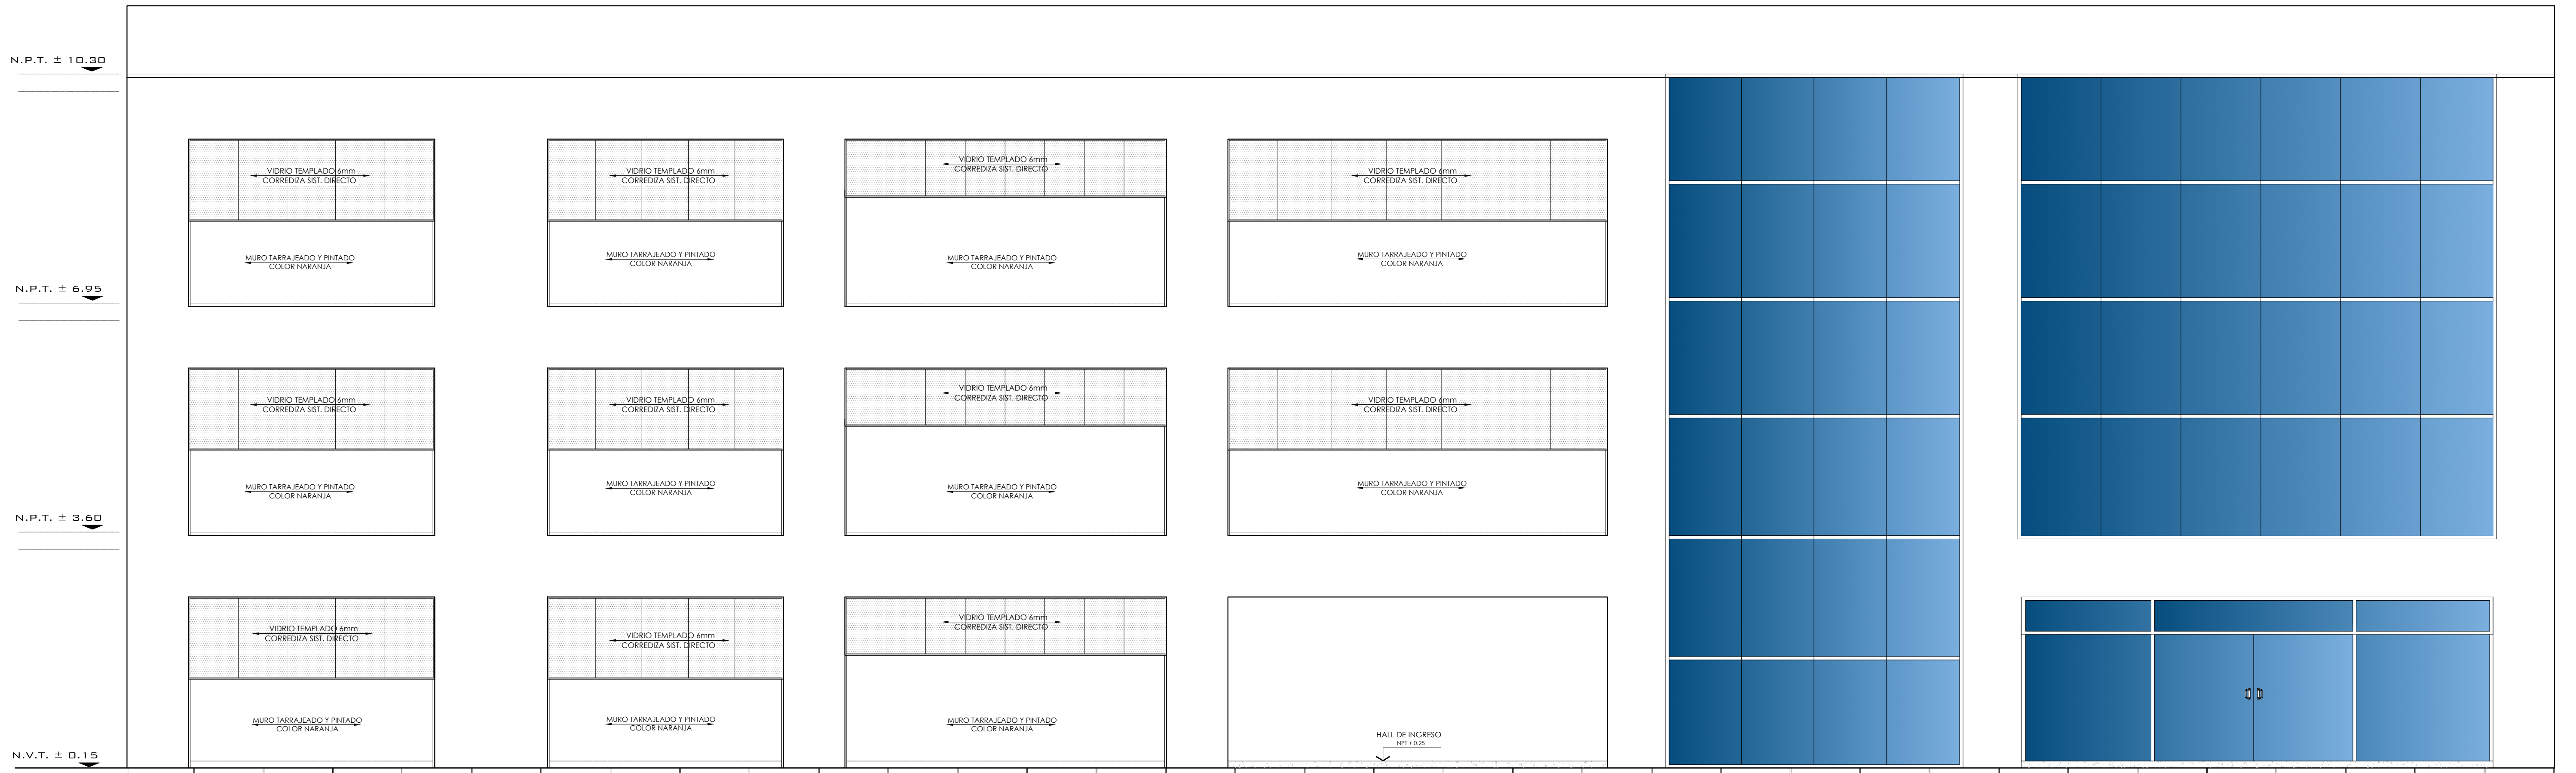 N.P.T. ± 10.30
VIDRIO TEMPLADO 6mm
CORREDIZA SIST. DIRECTO
VIDRIO TEMPLADO 6mm
CORREDIZA SIST. DIRECTO
VIDRIO TEMPLADO 6mm
CORREDIZA SIST. DIRECTO
VIDRIO TEMPLADO 6mm
CORREDIZA SIST. DIRECTO
MURO TARRAJEADO Y PINTADO
COLOR NARANJA
MURO TARRAJEADO Y PINTADO
COLOR NARANJA
MURO TARRAJEADO Y PINTADO
COLOR NARANJA
MURO TARRAJEADO Y PINTADO
COLOR NARANJA
N.P.T. ± 6.95
VIDRIO TEMPLADO 6mm
CORREDIZA SIST. DIRECTO
VIDRIO TEMPLADO 6mm
CORREDIZA SIST. DIRECTO
VIDRIO TEMPLADO 6mm
CORREDIZA SIST. DIRECTO
VIDRIO TEMPLADO 6mm
CORREDIZA SIST. DIRECTO
MURO TARRAJEADO Y PINTADO
COLOR NARANJA
MURO TARRAJEADO Y PINTADO
COLOR NARANJA
MURO TARRAJEADO Y PINTADO
COLOR NARANJA
MURO TARRAJEADO Y PINTADO
COLOR NARANJA
N.P.T. ± 3.60
VIDRIO TEMPLADO 6mm
CORREDIZA SIST. DIRECTO
VIDRIO TEMPLADO 6mm
CORREDIZA SIST. DIRECTO
VIDRIO TEMPLADO 6mm
CORREDIZA SIST. DIRECTO
MURO TARRAJEADO Y PINTADO
COLOR NARANJA
MURO TARRAJEADO Y PINTADO
COLOR NARANJA
MURO TARRAJEADO Y PINTADO
COLOR NARANJA
HALL DE INGRESO
NPT + 0.25
N.V.T. ± 0.15